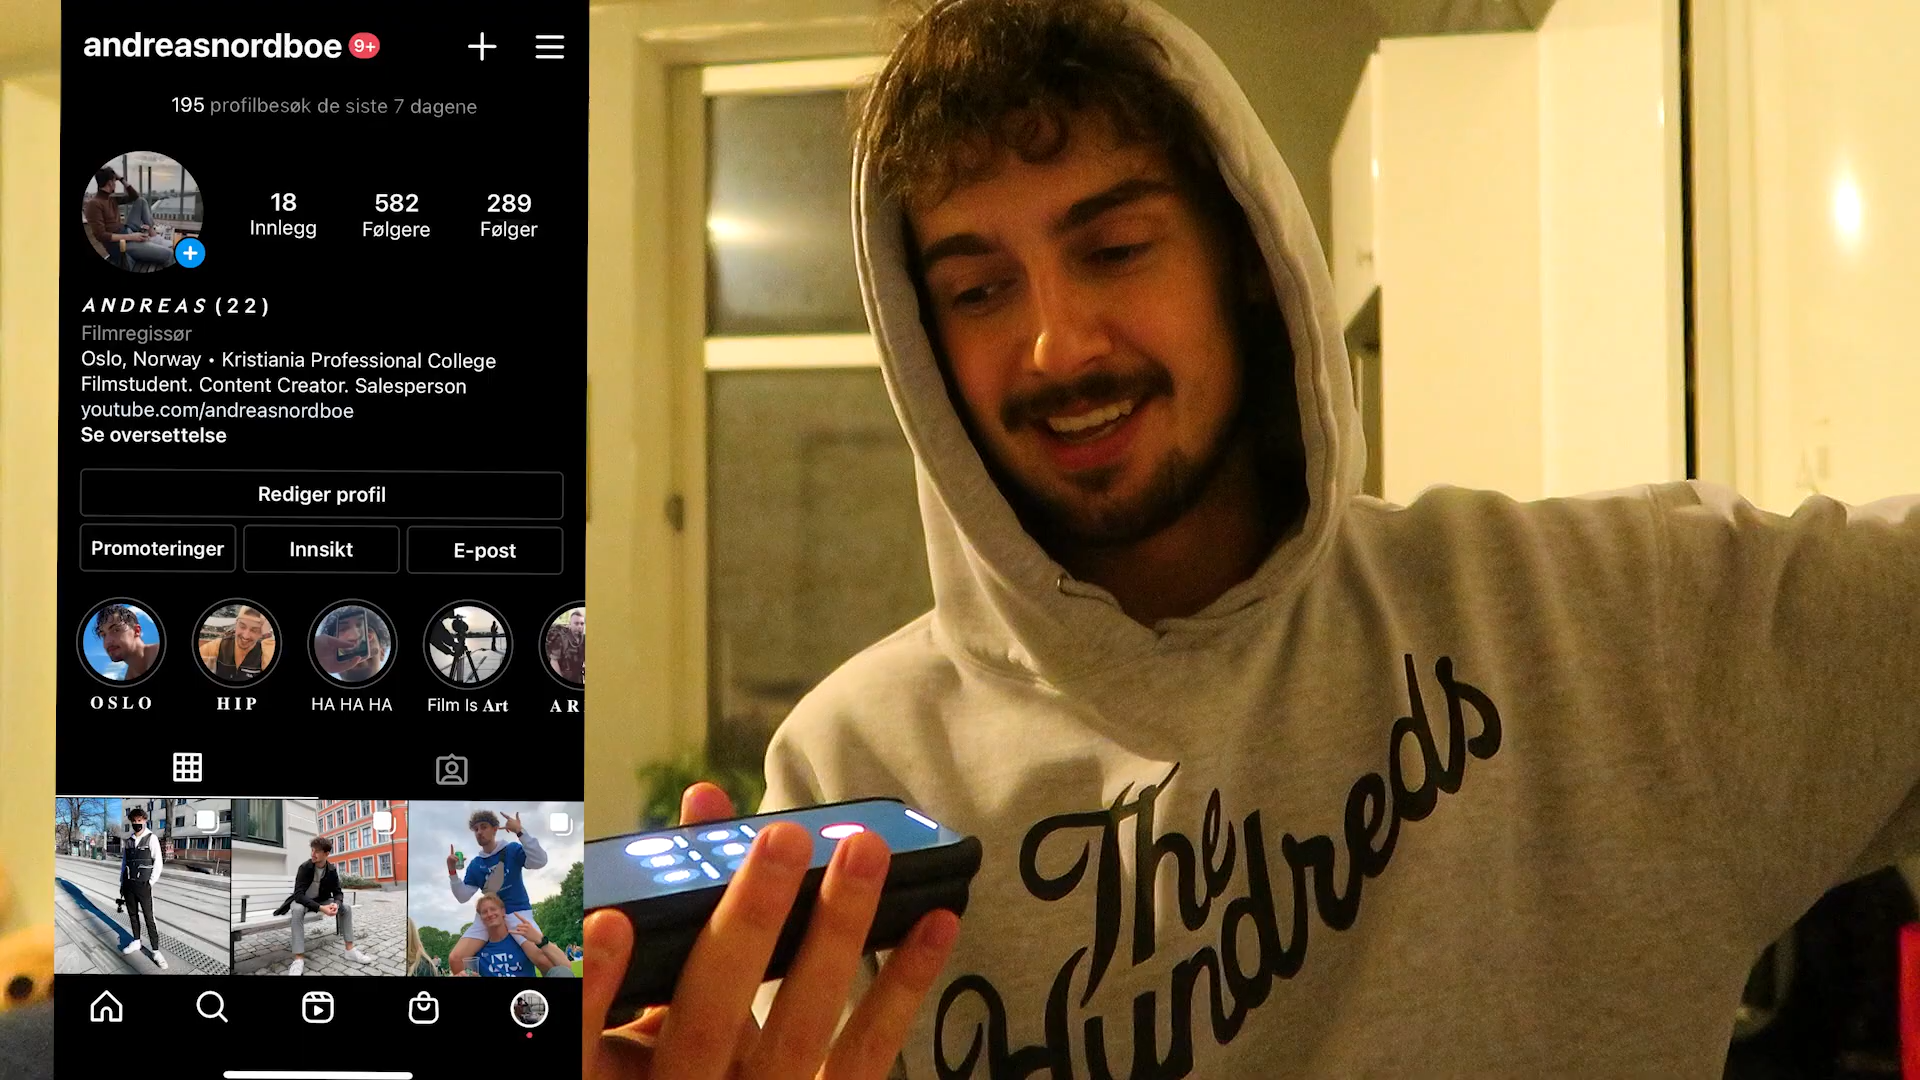 andreasnordboe 9+
195 profilbesøk de siste 7 dagene
18 582 289
Innlegg Følgere Følger
ANDREAS (22)
Filmregissør
Oslo, Norway • Kristiania Professional College
Filmstudent. Content Creator. Salesperson
youtube.com/andreasnordboe
Se oversettelse
Rediger profil
Promoteringer Innsikt E-post
OSLO HIP HA HA HA Film Is Art AR
The
Hundreds
Hundreds